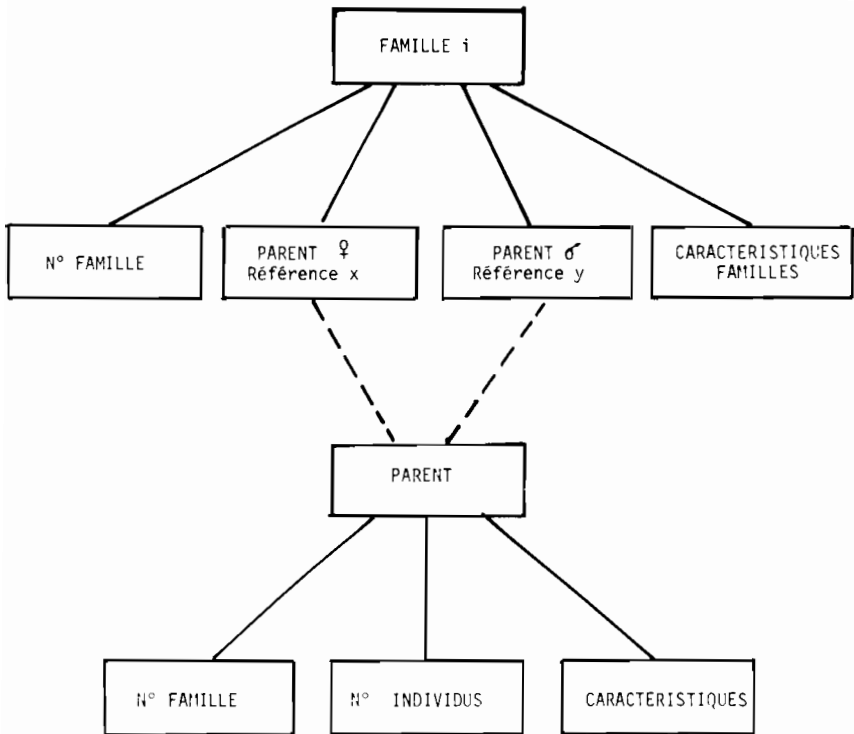 FAMILLE i
N° FAMILLE
PARENT ♀
Référence x
PARENT ♂
Référence y
CARACTERISTIQUES
FAMILLES
PARENT
N° FAMILLE
N° INDIVIDUS
CARACTERISTIQUES